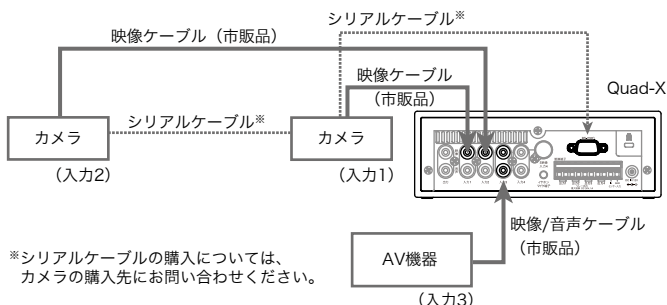 シリアルケーブル※
映像ケーブル（市販品）
映像ケーブル
（市販品）
Quad-X
シリアルケーブル※
カメラ
カメラ
（入力2）
（入力1）
映像/音声ケーブル
（市販品）
AV機器
（入力3）
※シリアルケーブルの購入については、
カメラの購入先にお問い合わせください。